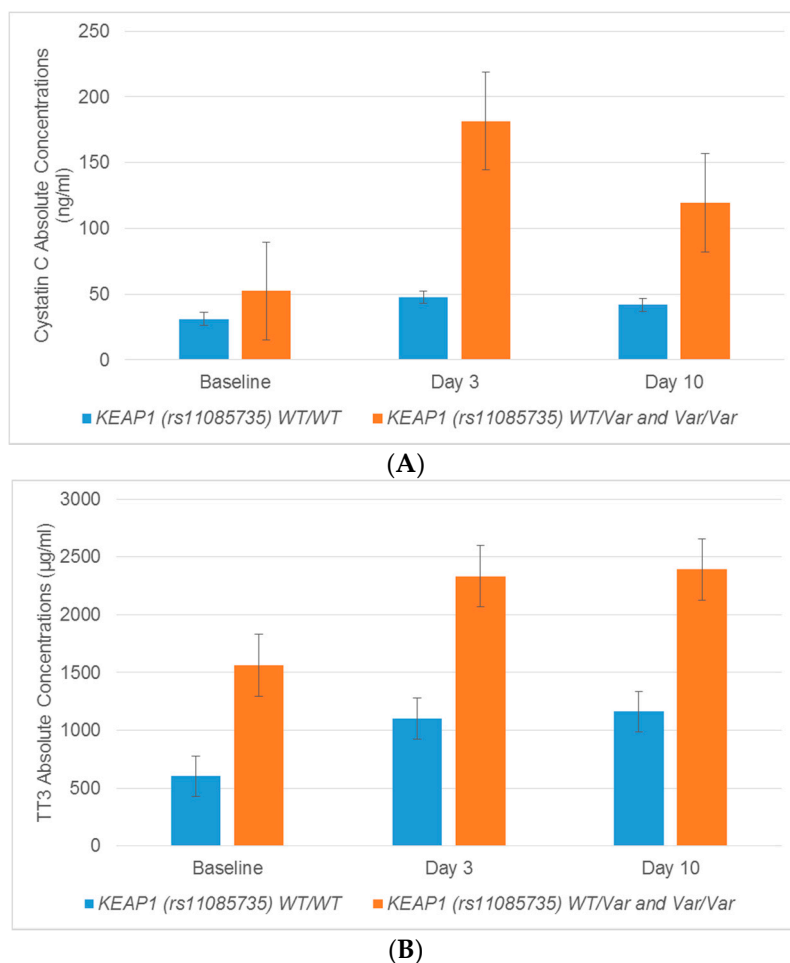 250
200
150
100
50
0
Cystatin C Absolute Concentrations
(ng/ml)
Baseline Day 3 Day 10
KEAP1 (rs11085735) WT/WT KEAP1 (rs11085735) WT/Var and Var/Var
(A)
3000
2500
2000
1500
1000
500
0
TT3 Absolute Concentrations (µg/ml)
Baseline Day 3 Day 10
KEAP1 (rs11085735) WT/WT KEAP1 (rs11085735) WT/Var and Var/Var
(B)